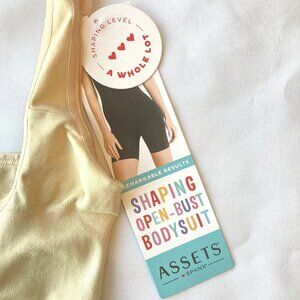 SHAPING LEVEL
A WHOLE LOT
REMARKABLE RESULTS
SHAPING
OPEN-BUST
BODYSUIT
ASSETS
BY SPANX